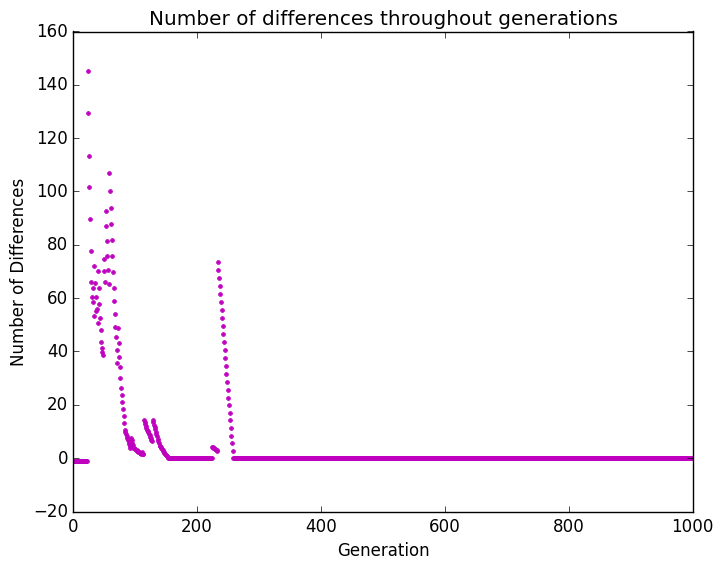 Number of differences throughout generations
160
140
120
100
80
60
40
20
0
−20
Number of Differences
0 200 400 600 800 1000
Generation